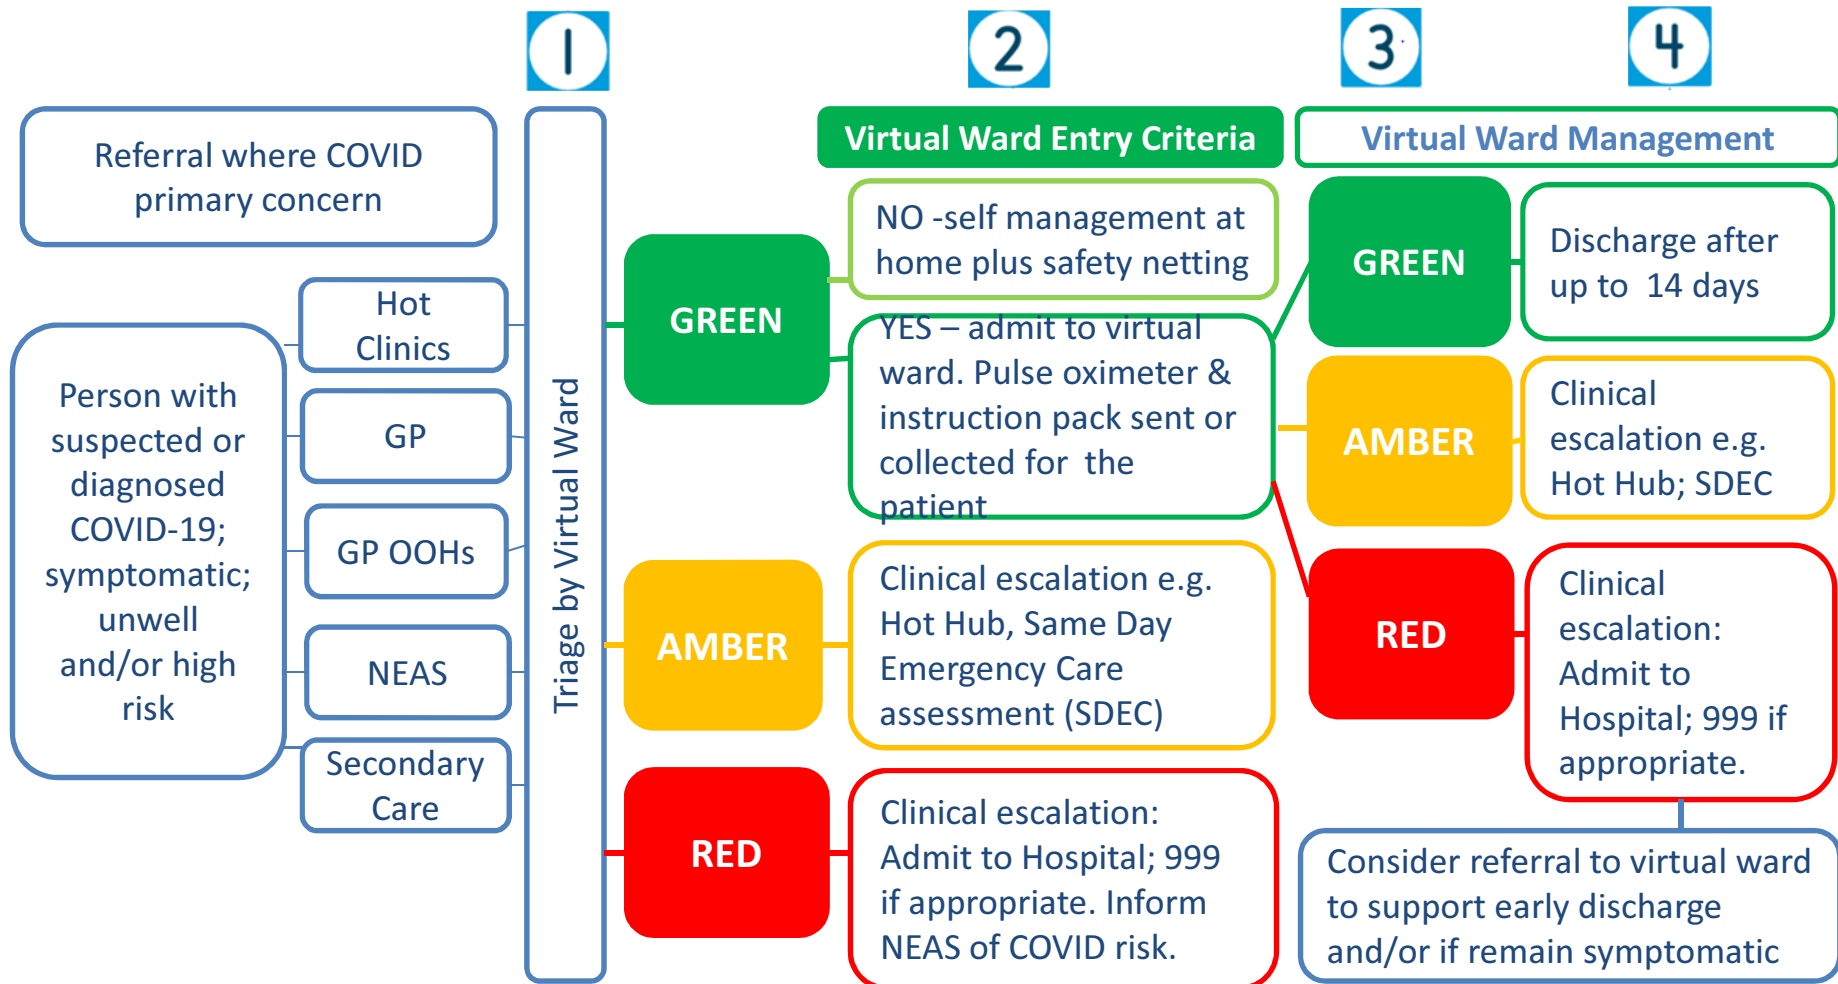 1
2
3
4
Referral where COVID
primary concern
Person with
suspected or
diagnosed
COVID-19;
symptomatic;
unwell
and/or high
risk
Hot
Clinics
GP
GP OOHs
NEAS
Secondary
Care
Triage by Virtual Ward
GREEN
AMBER
RED
Virtual Ward Entry Criteria
NO -self management at
home plus safety netting
YES – admit to virtual
ward. Pulse oximeter &
instruction pack sent or
collected for the
patient
Clinical escalation e.g.
Hot Hub, Same Day
Emergency Care
assessment (SDEC)
Clinical escalation:
Admit to Hospital; 999
if appropriate. Inform
NEAS of COVID risk.
Virtual Ward Management
GREEN
Discharge after
up to 14 days
AMBER
Clinical
escalation e.g.
Hot Hub; SDEC
RED
Clinical
escalation:
Admit to
Hospital; 999 if
appropriate.
Consider referral to virtual ward
to support early discharge
and/or if remain symptomatic